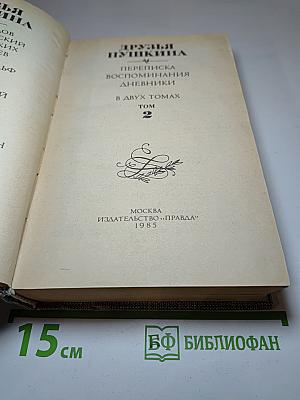 ДРУЗЬЯ
ПУШКИНА
ПЕРЕПИСКА
ВОСПОМИНАНИЯ
ДНЕВНИКИ
В ДВУХ ТОМАХ
ТОМ
2
МОСКВА
ИЗДАТЕЛЬСТВО «ПРАВДА»
1985
15 см
БФ БИБЛИОФАН